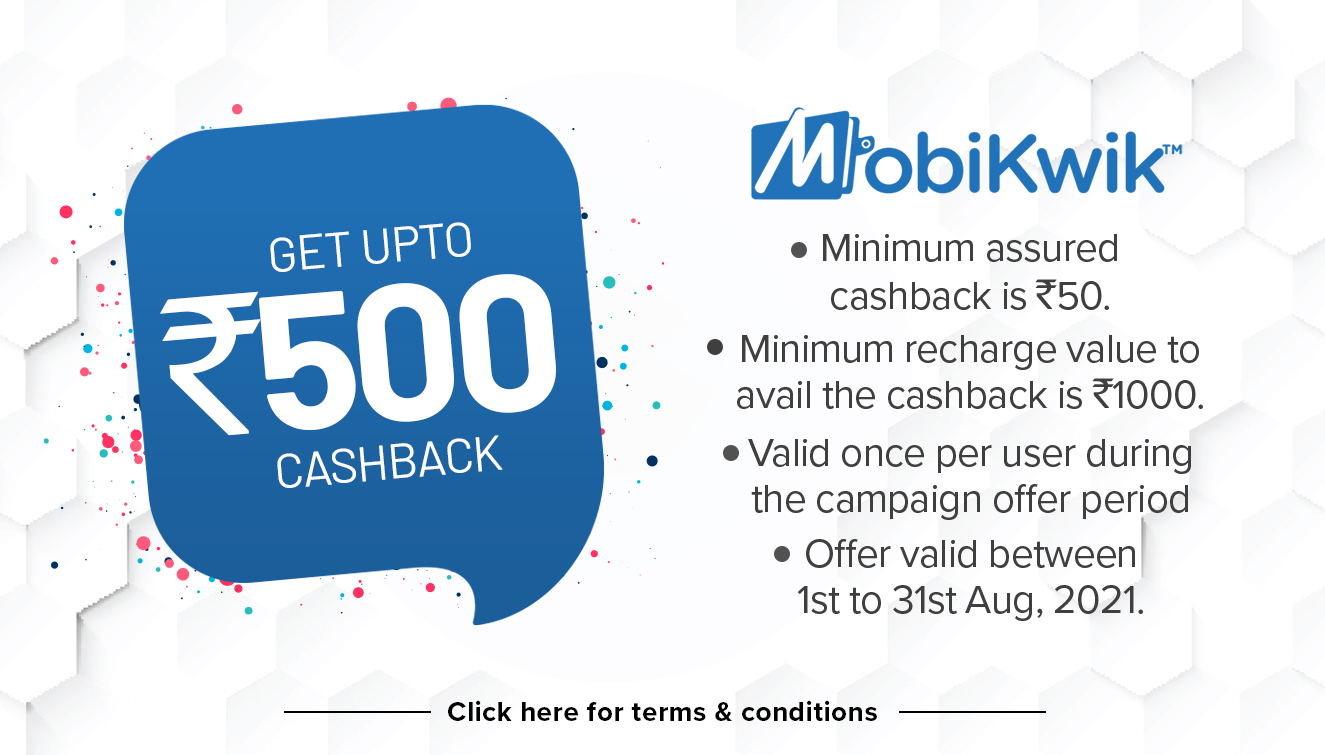 GET UPTO
₹500
CASHBACK
MobiKwik™
• Minimum assured
cashback is ₹50.
• Minimum recharge value to
avail the cashback is ₹1000.
• Valid once per user during
the campaign offer period
• Offer valid between
1st to 31st Aug, 2021.
Click here for terms & conditions